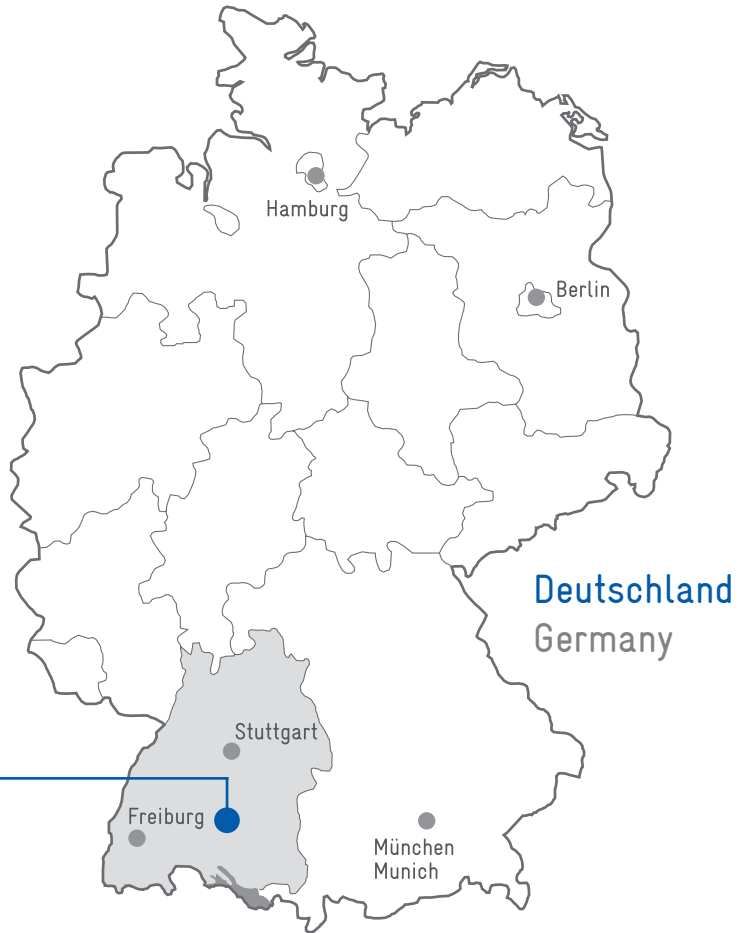 Hamburg
Berlin
Deutschland
Germany
Stuttgart
Freiburg
München
Munich